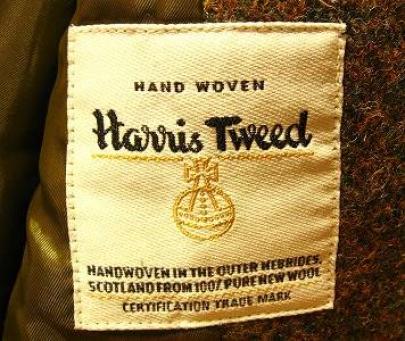 HAND WOVEN
Harris Tweed
HANDWOVEN IN THE OUTER HEBRIDES,
SCOTLAND FROM 100% PURE NEW WOOL
CERTIFICATION TRADE MARK